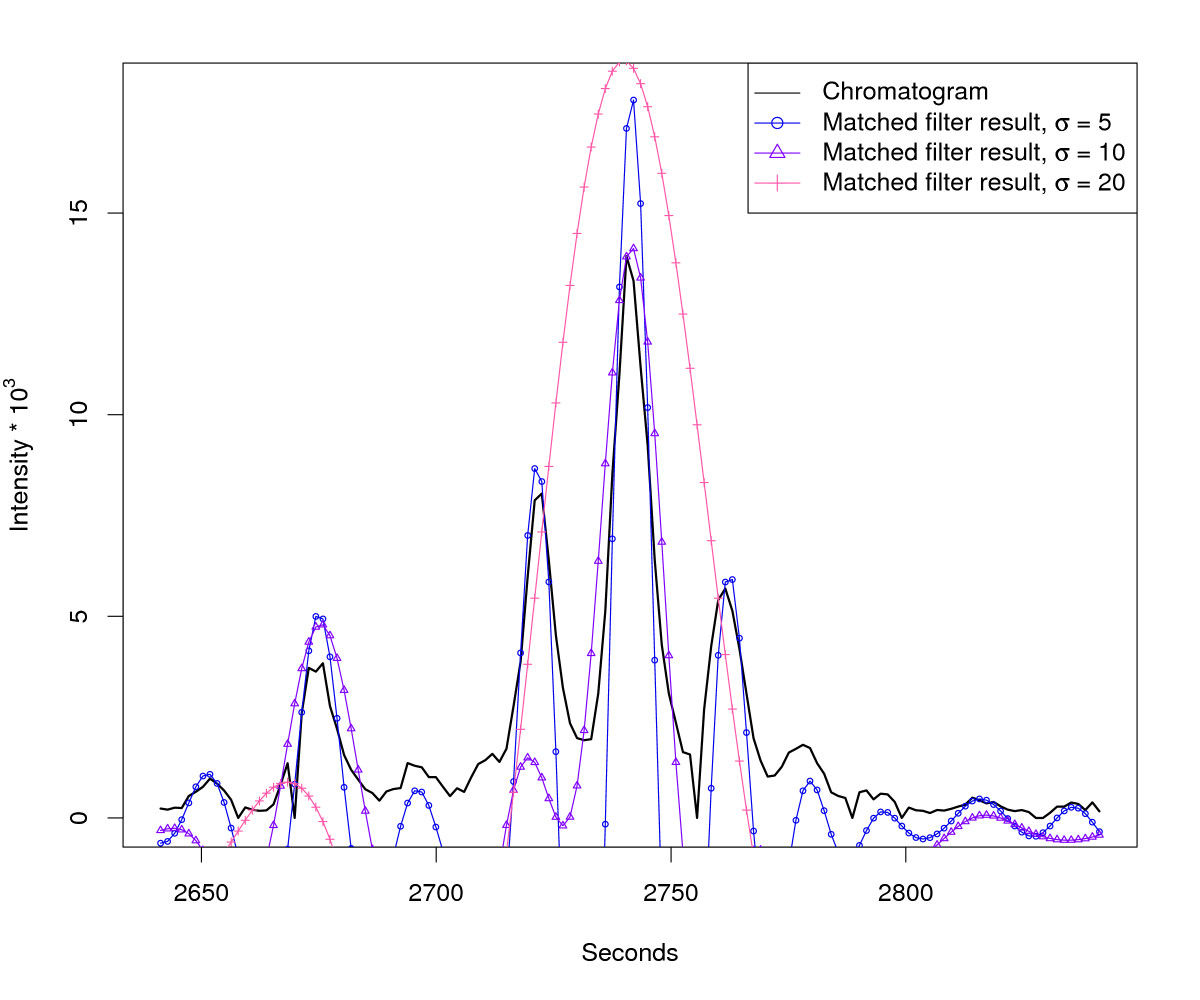 Chromatogram
Matched filter result, σ = 5
Matched filter result, σ = 10
Matched filter result, σ = 20
Intensity * 10³
15
10
5
0
2650 2700 2750 2800
Seconds